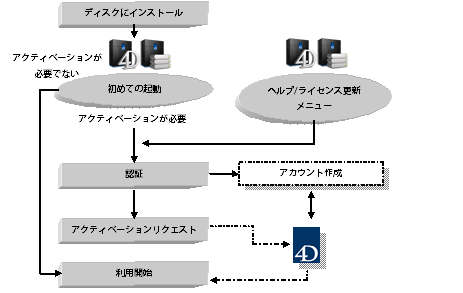 ディスクにインストール
アクティベーションが
必要でない
4D
4D
初めての起動
ヘルプ/ライセンス更新
メニュー
アクティベーションが必要
認証
アカウント作成
アクティベーションリクエスト
4D
利用開始